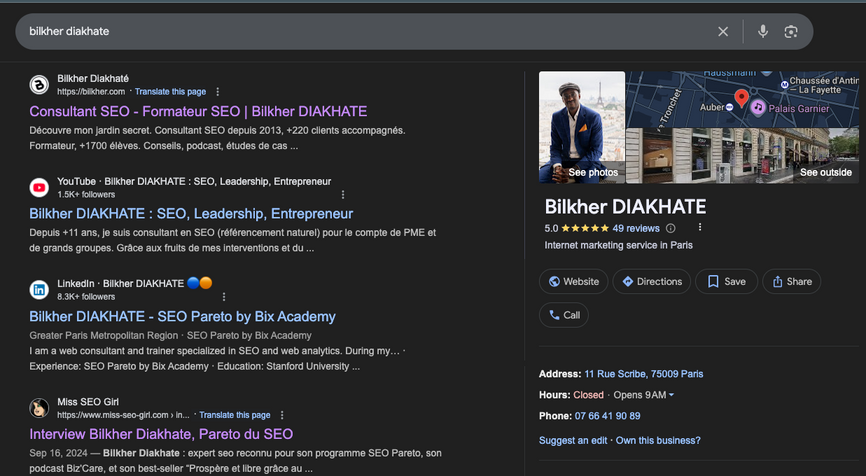 bilkher diakhate
Bilkher Diakhaté
https://bilkher.com · Translate this page
Consultant SEO - Formateur SEO | Bilkher DIAKHATE
Découvre mon jardin secret. Consultant SEO depuis 2013, +220 clients accompagnés.
Formateur, +1700 élèves. Conseils, podcast, études de cas ...
YouTube · Bilkher DIAKHATE : SEO, Leadership, Entrepreneur
1.5K+ followers
Bilkher DIAKHATE : SEO, Leadership, Entrepreneur
Depuis +11 ans, je suis consultant en SEO (référencement naturel) pour le compte de PME et
de grands groupes. Grâce aux fruits de mes interventions et du ...
LinkedIn · Bilkher DIAKHATE 🔵🟠
8.3K+ followers
Bilkher DIAKHATE - SEO Pareto by Bix Academy
Greater Paris Metropolitan Region · SEO Pareto by Bix Academy
I am a web consultant and trainer specialized in SEO and web analytics. During my… ·
Experience: SEO Pareto by Bix Academy · Education: Stanford University ...
Miss SEO Girl
https://www.miss-seo-girl.com › in... · Translate this page
Interview Bilkher Diakhate, Pareto du SEO
Sep 16, 2024 — Bilkher Diakhate : expert seo reconnu pour son programme SEO Pareto, son
podcast Biz'Care, et son best-seller "Prospère et libre grâce au ...
Haussmann
Chaussée d'Antin
– La Fayette
Tronchet
Auber
Palais Garnier
See photos
See outside
Bilkher DIAKHATE
5.0 ★★★★★ 49 reviews
Internet marketing service in Paris
Website
Directions
Save
Share
Call
Address: 11 Rue Scribe, 75009 Paris
Hours: Closed · Opens 9 AM
Phone: 07 66 41 90 89
Suggest an edit · Own this business?